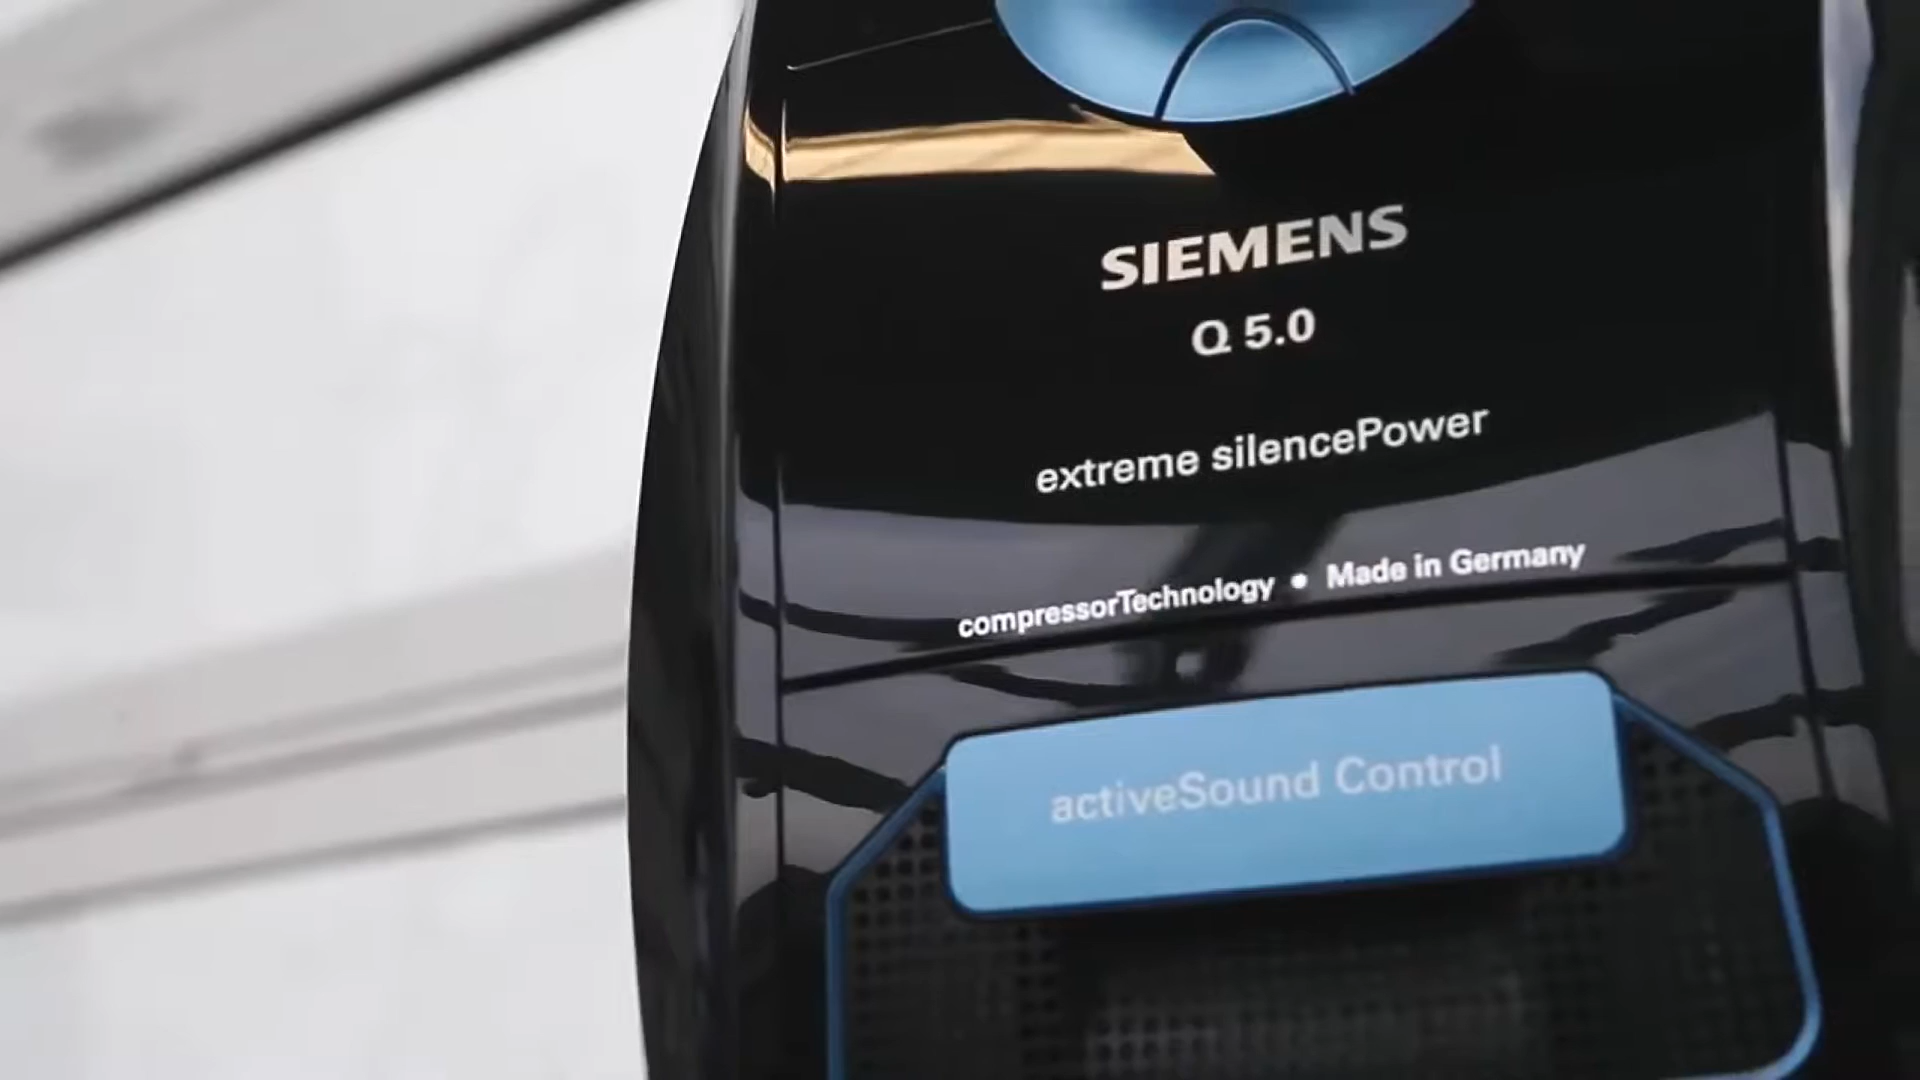 SIEMENS
Q 5.0
extreme silencePower
compressorTechnology • Made in Germany
activeSound Control